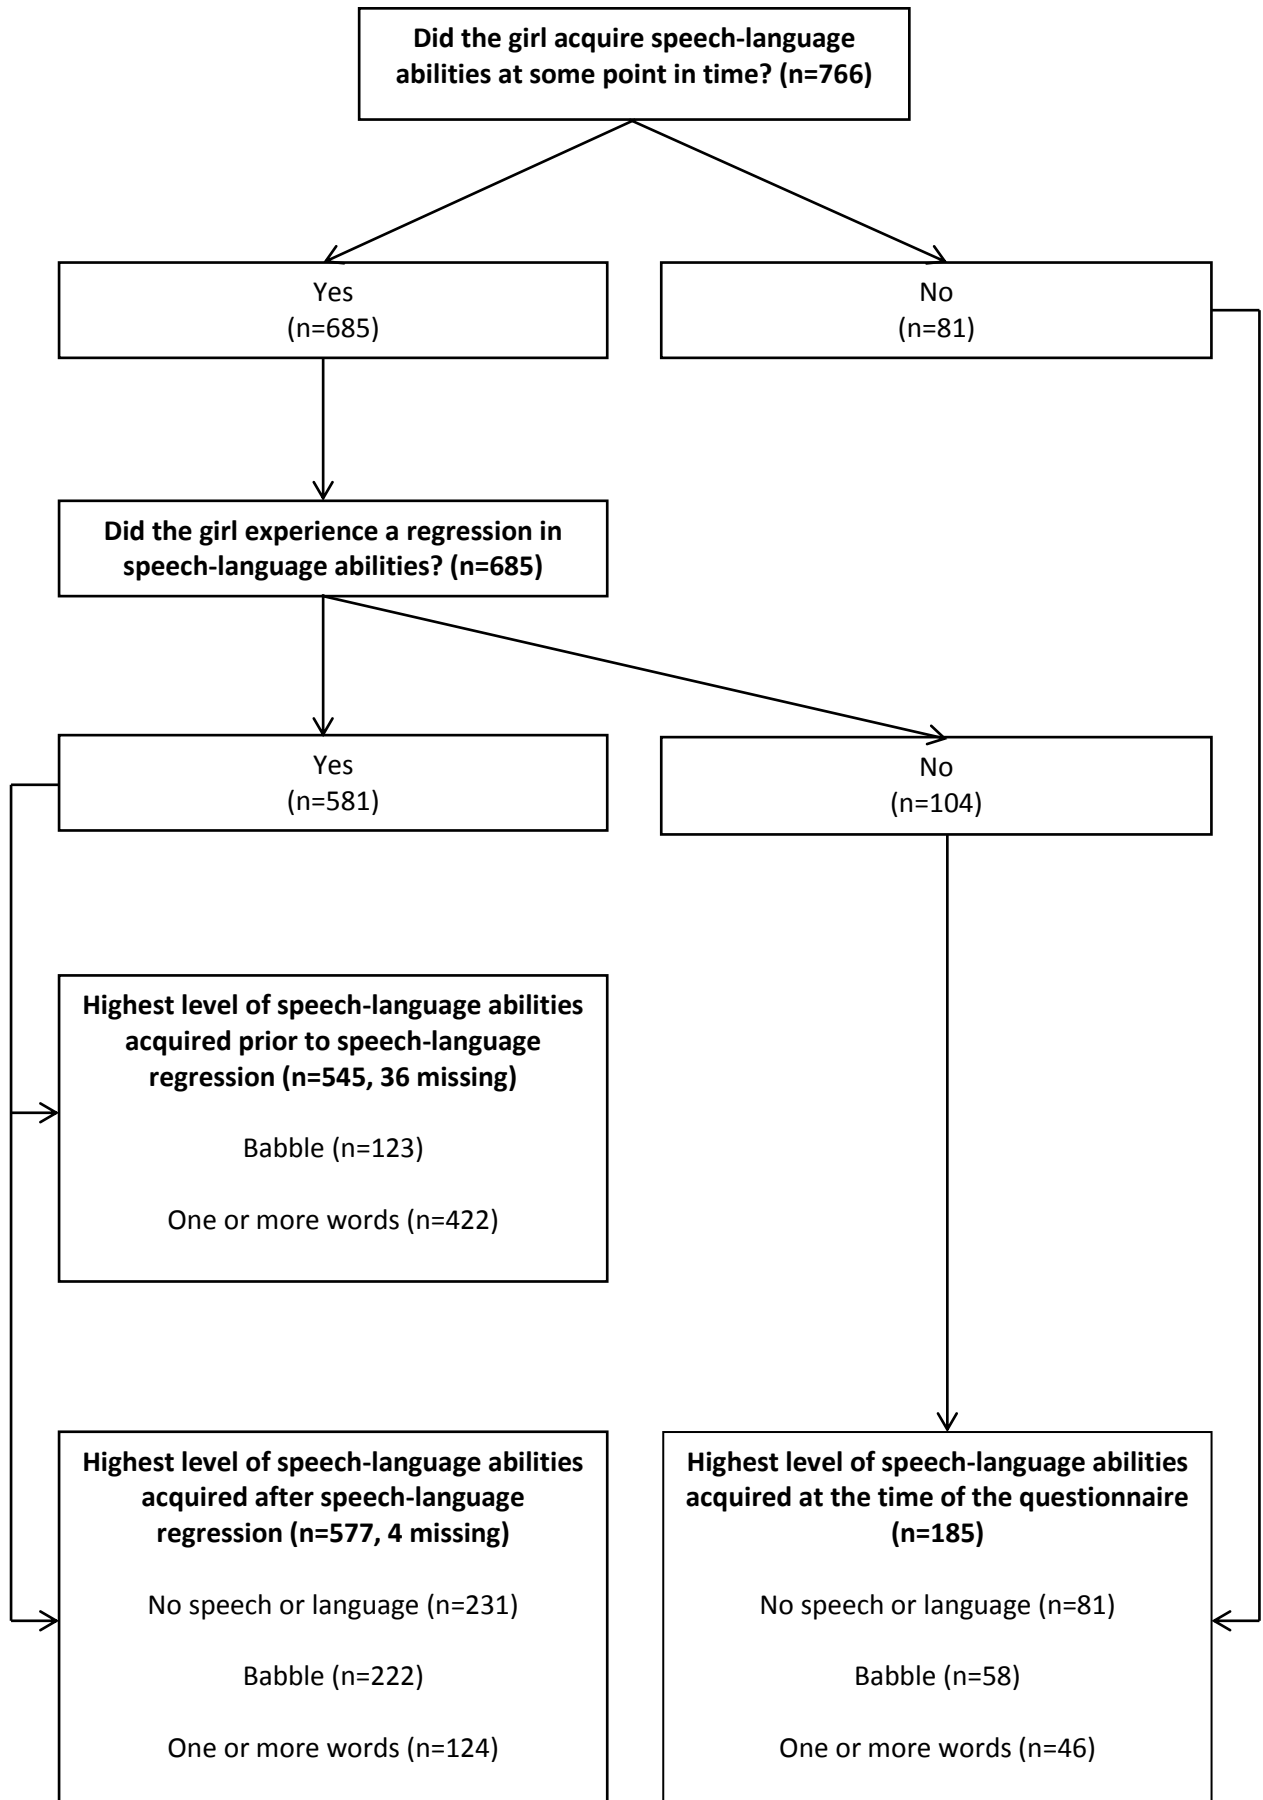 Did the girl acquire speech-language
abilities at some point in time? (n=766)
Yes
(n=685)
No
(n=81)
Did the girl experience a regression in
speech-language abilities? (n=685)
Yes
(n=581)
No
(n=104)
Highest level of speech-language abilities
acquired prior to speech-language
regression (n=545, 36 missing)
Babble (n=123)
One or more words (n=422)
Highest level of speech-language abilities
acquired after speech-language
regression (n=577, 4 missing)
No speech or language (n=231)
Babble (n=222)
One or more words (n=124)
Highest level of speech-language abilities
acquired at the time of the questionnaire
(n=185)
No speech or language (n=81)
Babble (n=58)
One or more words (n=46)